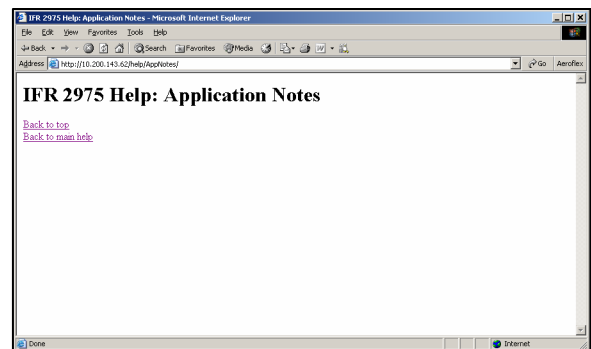 IFR 2975 Help: Application Notes - Microsoft Internet Explorer
File Edit View Favorites Tools Help
Back Search Favorites Media
Address http://10.200.143.62/help/AppNotes/ Go Aeroflex
IFR 2975 Help: Application Notes
Back to top
Back to main help
Done Internet